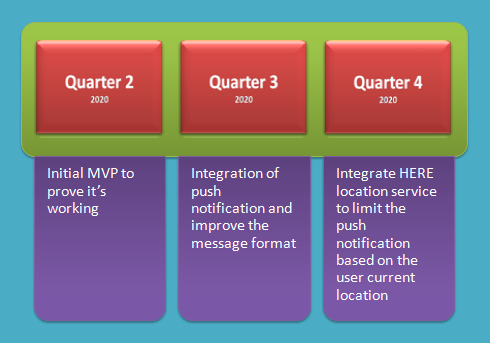 Quarter 2
2020
Quarter 3
2020
Quarter 4
2020
Initial MVP to
prove it's
working
Integration of
push
notification and
improve the
message format
Integrate HERE
location service
to limit the
push
notification
based on the
user current
location